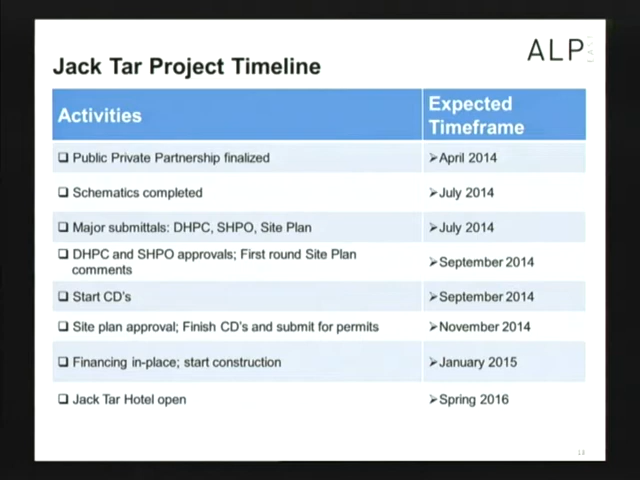 ALP
Jack Tar Project Timeline
Activities
Expected
Timeframe
❑ Public Private Partnership finalized
➢April 2014
❑ Schematics completed
➢July 2014
❑ Major submittals: DHPC, SHPO, Site Plan
➢July 2014
❑ DHPC and SHPO approvals; First round Site Plan
comments
➢September 2014
❑ Start CD's
➢September 2014
❑ Site plan approval; Finish CD's and submit for permits
➢November 2014
❑ Financing in-place; start construction
➢January 2015
❑ Jack Tar Hotel open
➢Spring 2016